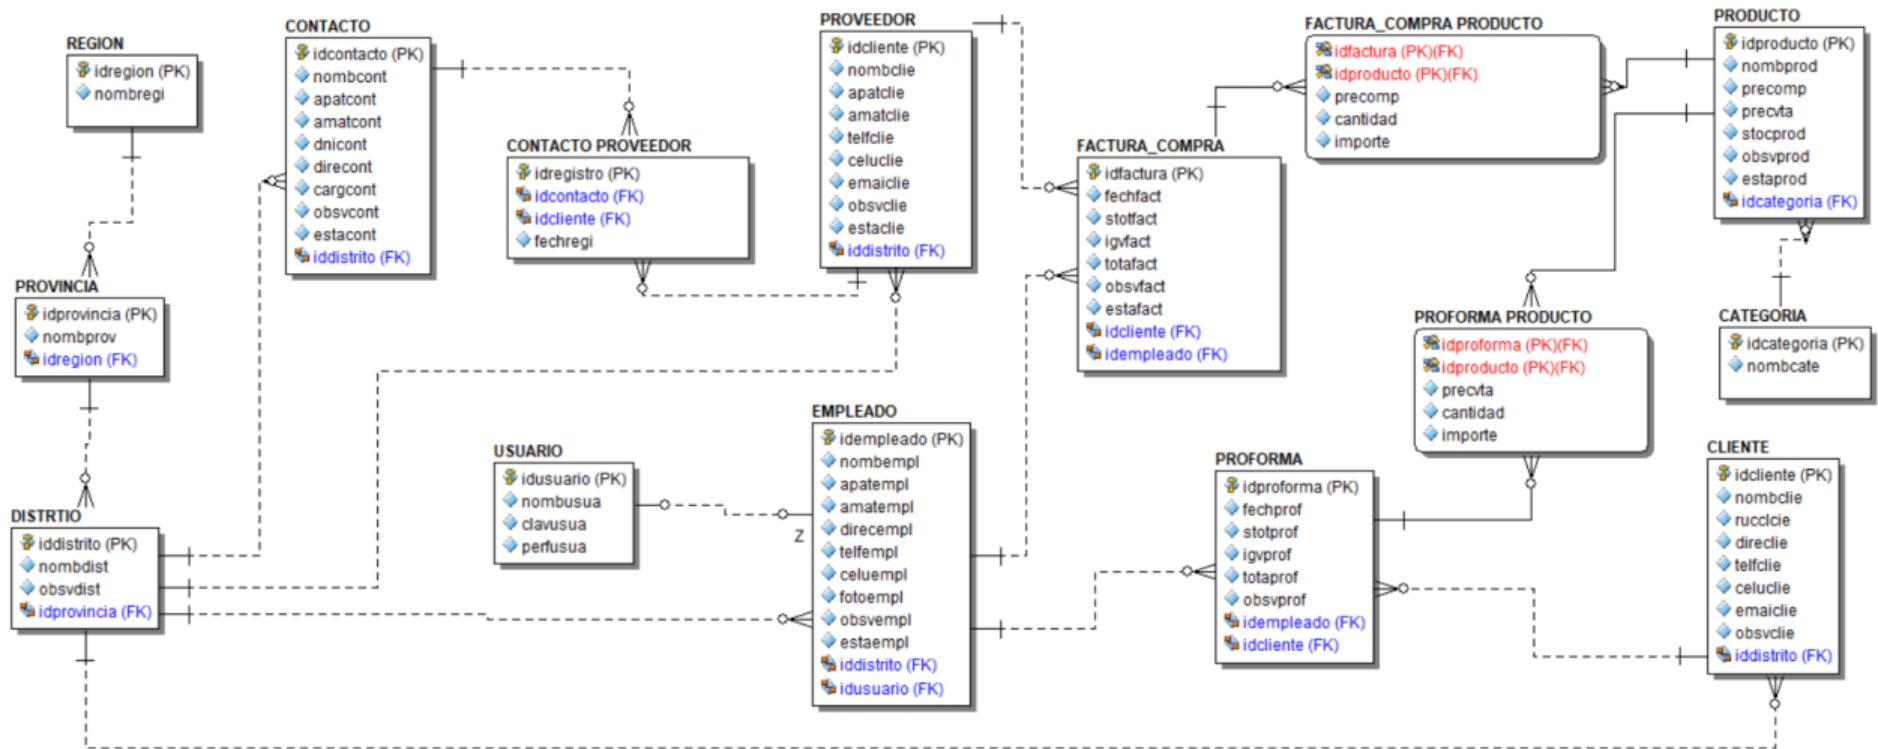 REGION
idregion (PK)
nombregi
CONTACTO
idcontacto (PK)
nombcont
apatcont
amatcont
dnicont
direcont
cargcont
obsvcont
estacont
iddistrito (FK)
CONTACTO PROVEEDOR
idregistro (PK)
idcontacto (FK)
idcliente (FK)
fechregi
PROVEEDOR
idcliente (PK)
nombclie
apatclie
amatclie
telfclie
celuclie
emaiclie
obsvclie
estaclie
iddistrito (FK)
FACTURA_COMPRA
idfactura (PK)
fechfact
stotfact
igvfact
totafact
obsvfact
estafact
idcliente (FK)
idempleado (FK)
FACTURA_COMPRA PRODUCTO
idfactura (PK)(FK)
idproducto (PK)(FK)
precomp
cantidad
importe
PRODUCTO
idproducto (PK)
nombprod
precomp
precvta
stocprod
obsvprod
estaprod
idcategoria (FK)
PROVINCIA
idprovincia (PK)
nombprov
idregion (FK)
PROFORMA PRODUCTO
idproforma (PK)(FK)
idproducto (PK)(FK)
precvta
cantidad
importe
CATEGORIA
idcategoria (PK)
nombcate
DISTRTIO
iddistrito (PK)
nombdist
obsvdist
idprovincia (FK)
USUARIO
idusuario (PK)
nombusua
clavusua
perfusua
EMPLEADO
idempleado (PK)
nombempl
apatempl
amatempl
direcempl
telfempl
celuempl
fotoempl
obsvempl
estaempl
iddistrito (FK)
idusuario (FK)
Z
PROFORMA
idproforma (PK)
fechprof
stotprof
igvprof
totaprof
obsvprof
idempleado (FK)
idcliente (FK)
CLIENTE
idcliente (PK)
nombclie
rucclcie
direclie
telfclie
celuclie
emaiclie
obsvclie
iddistrito (FK)